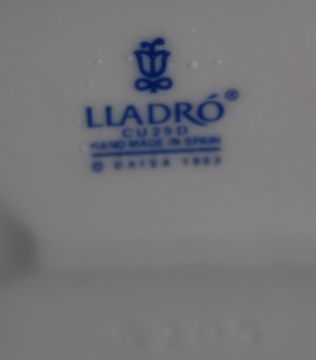 LLADRÓ®
CU29D
HAND MADE IN SPAIN
© DAISA 1983